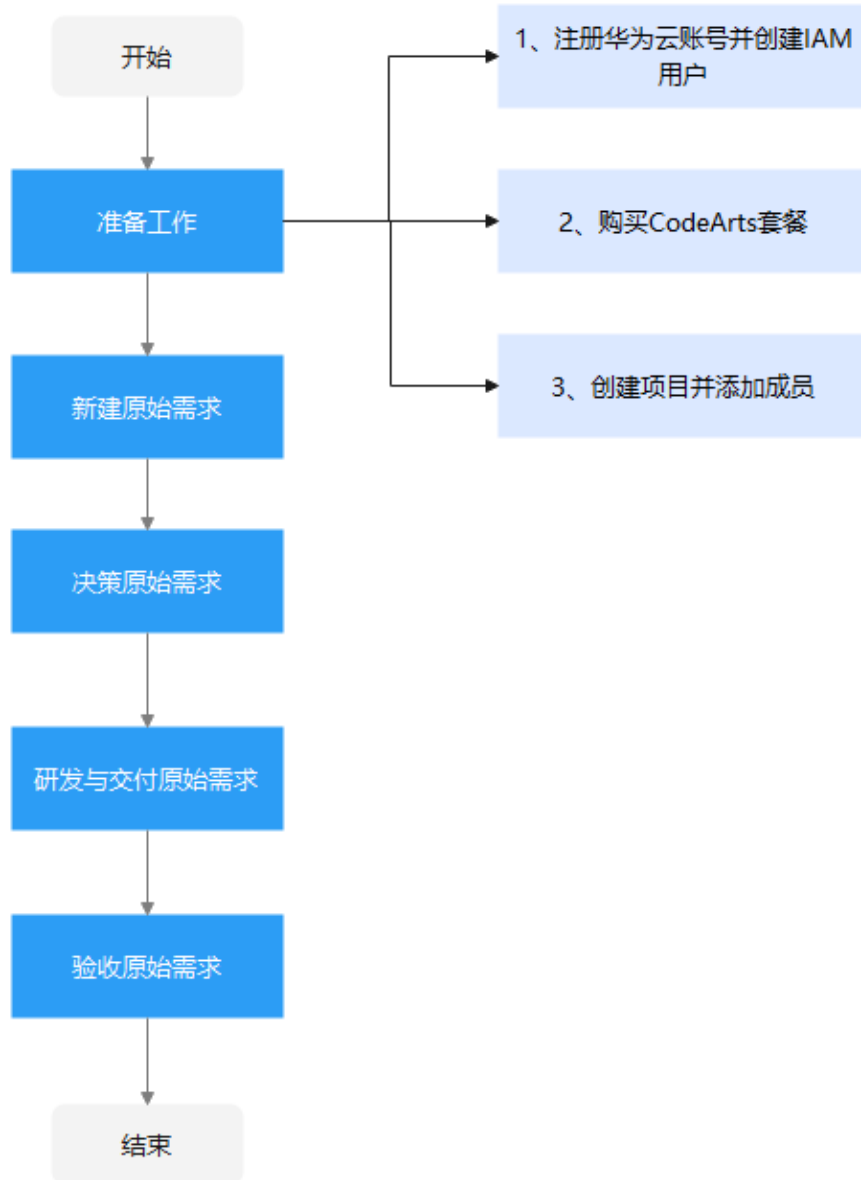 开始
1、注册华为云账号并创建IAM
用户
准备工作
2、购买CodeArts套餐
新建原始需求
3、创建项目并添加成员
决策原始需求
研发与交付原始需求
验收原始需求
结束